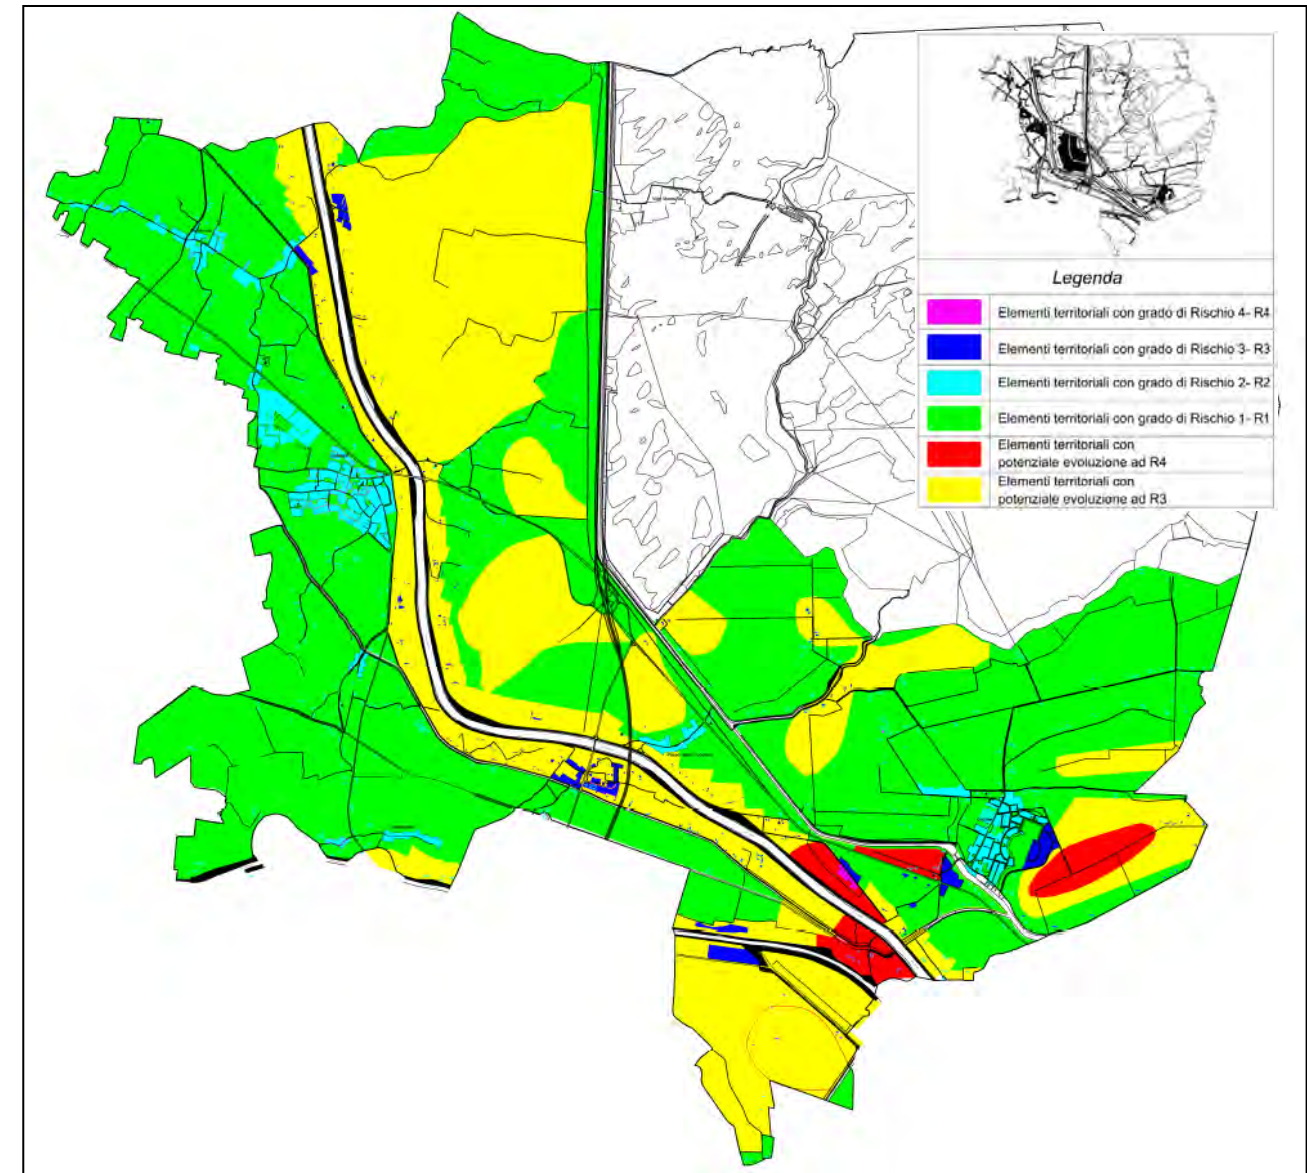 Legenda
Elementi territoriali con grado di Rischio 4- R4
Elementi territoriali con grado di Rischio 3- R3
Elementi territoriali con grado di Rischio 2- R2
Elementi territoriali con grado di Rischio 1- R1
Elementi territoriali con
potenziale evoluzione ad R4
Elementi territoriali con
potenziale evoluzione ad R3